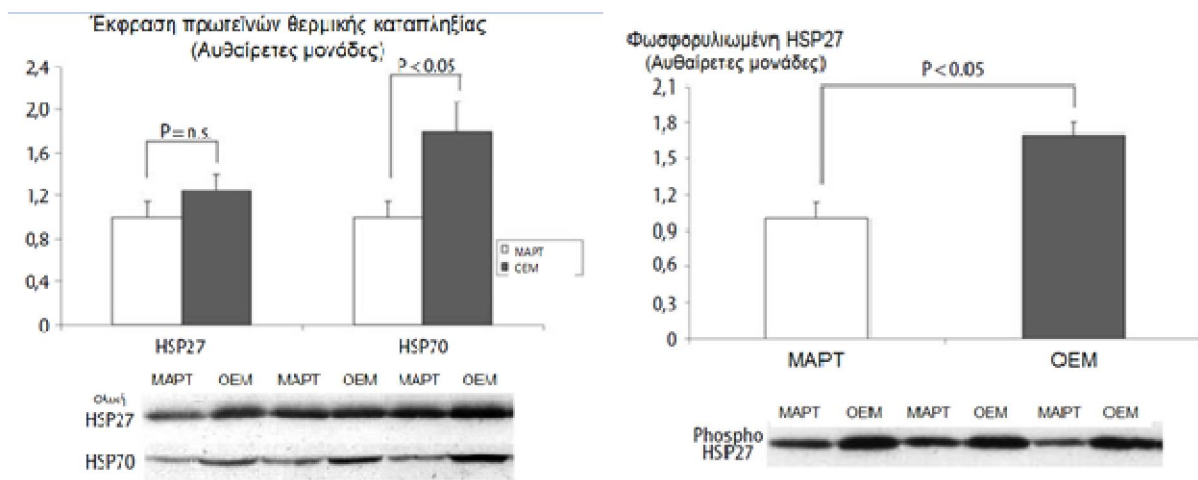 Έκφραση πρωτεϊνών θερμικής καταπληξίας
(Αυθαίρετες μονάδες)
2,4
2,0
1,6
1,2
0,8
0,4
0
P=n.s.
P<0.05
MAPT
OEM
HSP27 HSP70
MAPT OEM MAPT OEM MAPT OEM
ολική
HSP27
HSP70
Φωσφορυλιωμένη HSP27
(Αυθαίρετες μονάδες)
P<0.05
2,1
1,8
1,5
1,2
0,9
0,6
0,3
0
MAPT OEM
MAPT OEM MAPT OEM MAPT OEM
Phospho
HSP27